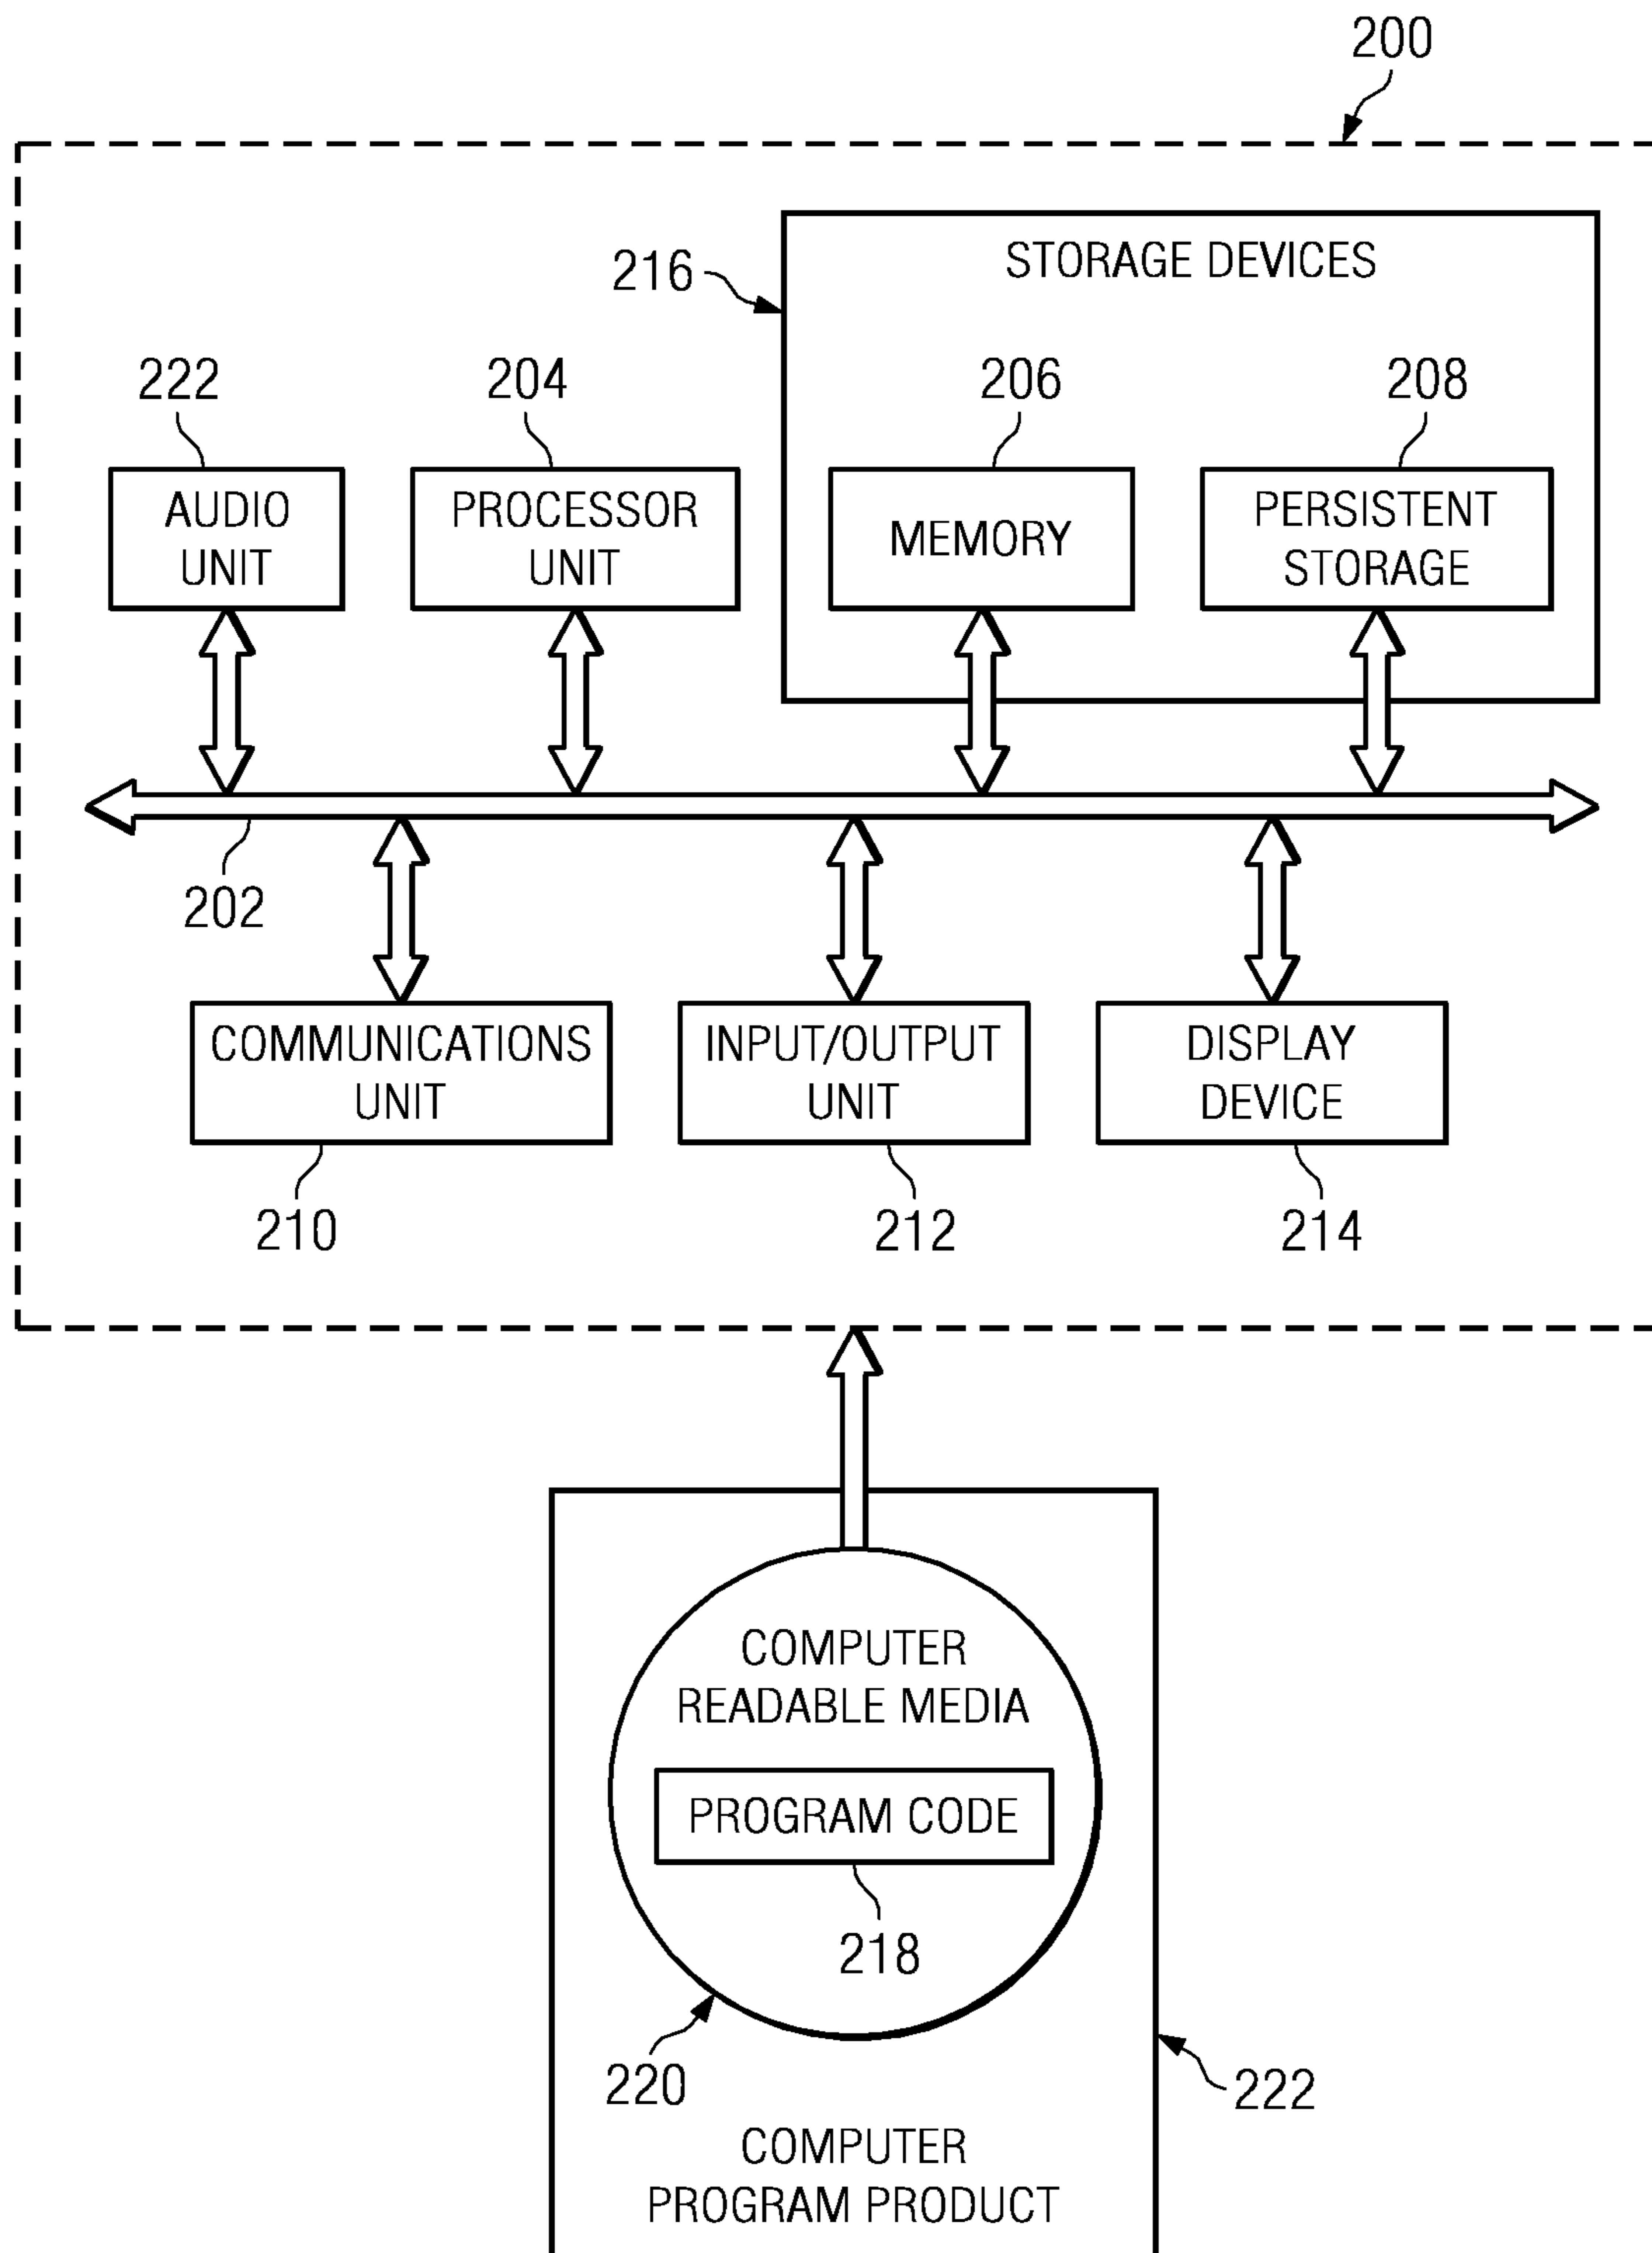 200
STORAGE DEVICES
216
222
204
206
208
AUDIO
UNIT
PROCESSOR
UNIT
MEMORY
PERSISTENT
STORAGE
202
COMMUNICATIONS
UNIT
INPUT/OUTPUT
UNIT
DISPLAY
DEVICE
210
212
214
COMPUTER
READABLE MEDIA
PROGRAM CODE
218
220
222
COMPUTER
PROGRAM PRODUCT